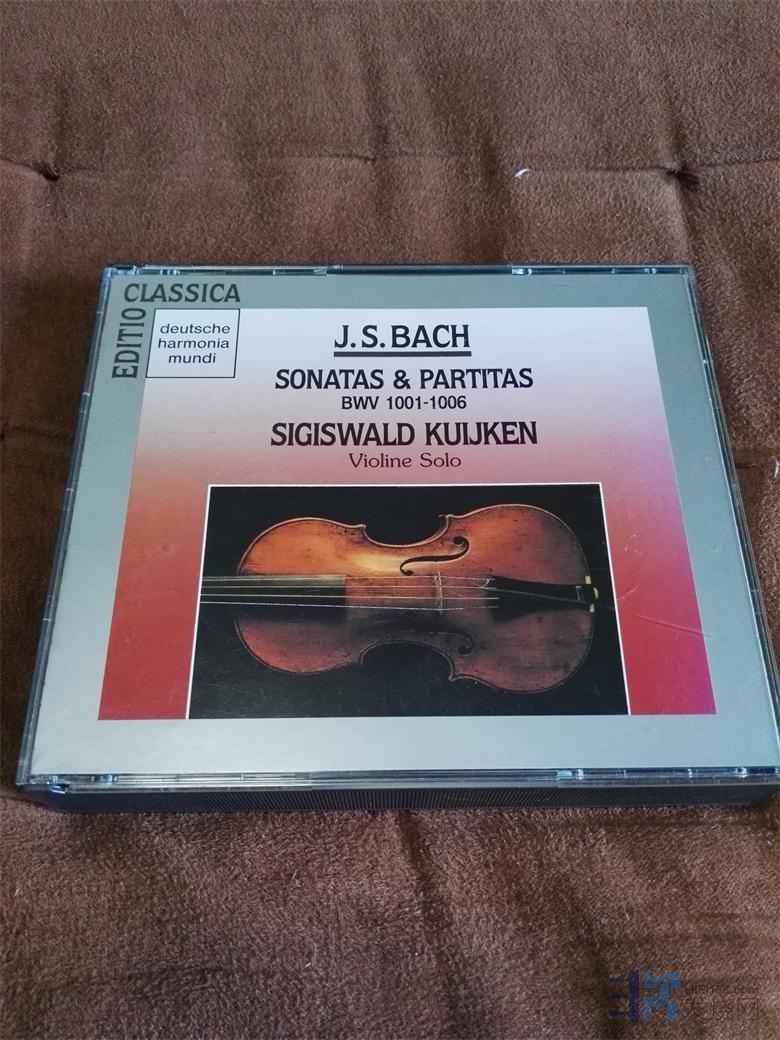 EDITIO
CLASSICA
deutsche
harmonia
mundi
J.S. BACH
SONATAS & PARTITAS
BWV 1001-1006
SIGISWALD KUIJKEN
Violine Solo